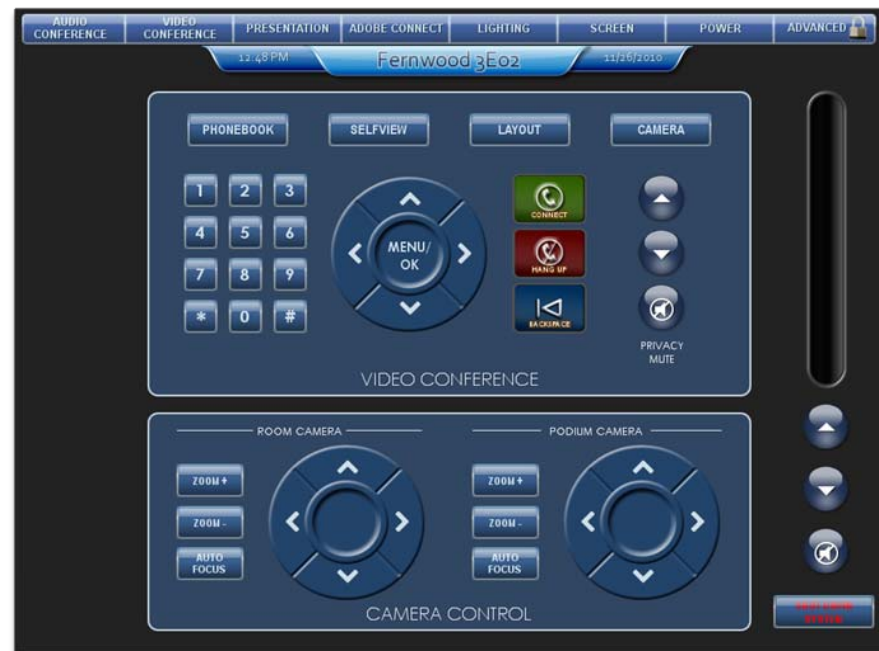 AUDIO
CONFERENCE
VIDEO
CONFERENCE
PRESENTATION
ADOBE CONNECT
LIGHTING
SCREEN
POWER
ADVANCED
12:48 PM
Fernwood 3E02
11/26/2010
PHONEBOOK
SELFVIEW
LAYOUT
CAMERA
1 2 3
4 5 6
7 8 9
* 0 #
MENU/
OK
CONNECT
HANG UP
BACKSPACE
PRIVACY
MUTE
VIDEO CONFERENCE
ROOM CAMERA
ZOOM +
ZOOM -
AUTO
FOCUS
PODIUM CAMERA
ZOOM +
ZOOM -
AUTO
FOCUS
CAMERA CONTROL
SYSTEM